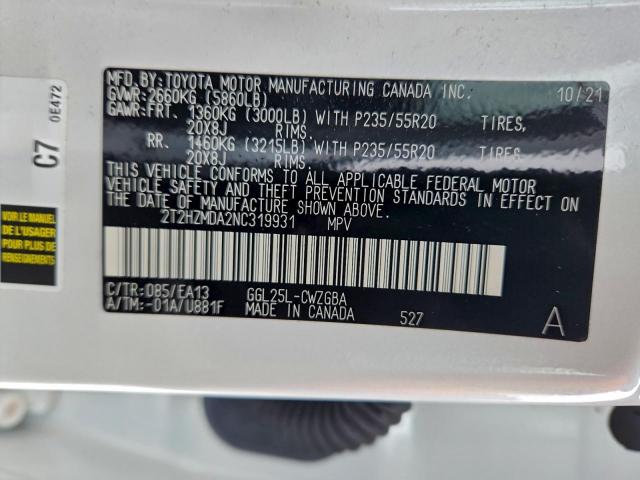 MFD.BY:TOYOTA MOTOR MANUFACTURING CANADA INC. 10/21
GVWR:2660KG (5860LB)
GAWR:FRT. 1360KG (3000LB) WITH P235/55R20 TIRES,
20X8J RIMS.
RR. 1460KG (3215LB) WITH P235/55R20 TIRES,
20X8J RIMS.
THIS VEHICLE CONFORMS TO ALL APPLICABLE FEDERAL MOTOR
VEHICLE SAFETY AND THEFT PREVENTION STANDARDS IN EFFECT ON
THE DATE OF MANUFACTURE SHOWN ABOVE.
2T2HZMDA2NC319931 MPV
C/TR:085/EA13 GGL25L-CWZGBA
A/TM:-01A/U881F MADE IN CANADA 527 A
C7 0E472
VOIR LE MANUEL
DE L'USAGER
POUR PLUS DE
RENSEIGNEMENTS